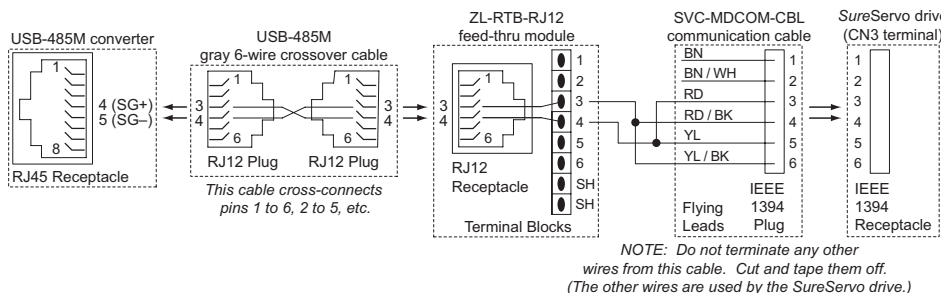 USB-485M converter
1
8
4 (SG+)
5 (SG–)
RJ45 Receptacle
USB-485M
gray 6-wire crossover cable
3
4
1
6
1
6
3
4
RJ12 Plug
RJ12 Plug
This cable cross-connects
pins 1 to 6, 2 to 5, etc.
ZL-RTB-RJ12
feed-thru module
3
4
1
6
RJ12
Receptacle
1
2
3
4
5
6
SH
SH
Terminal Blocks
SVC-MDCOM-CBL
communication cable
BN
BN / WH
RD
RD / BK
YL
YL / BK
1
2
3
4
5
6
Flying
Leads
IEEE
1394
Plug
SureServo drive
(CN3 terminal)
1
2
3
4
5
6
IEEE
1394
Receptacle
NOTE: Do not terminate any other
wires from this cable. Cut and tape them off.
(The other wires are used by the SureServo drive.)